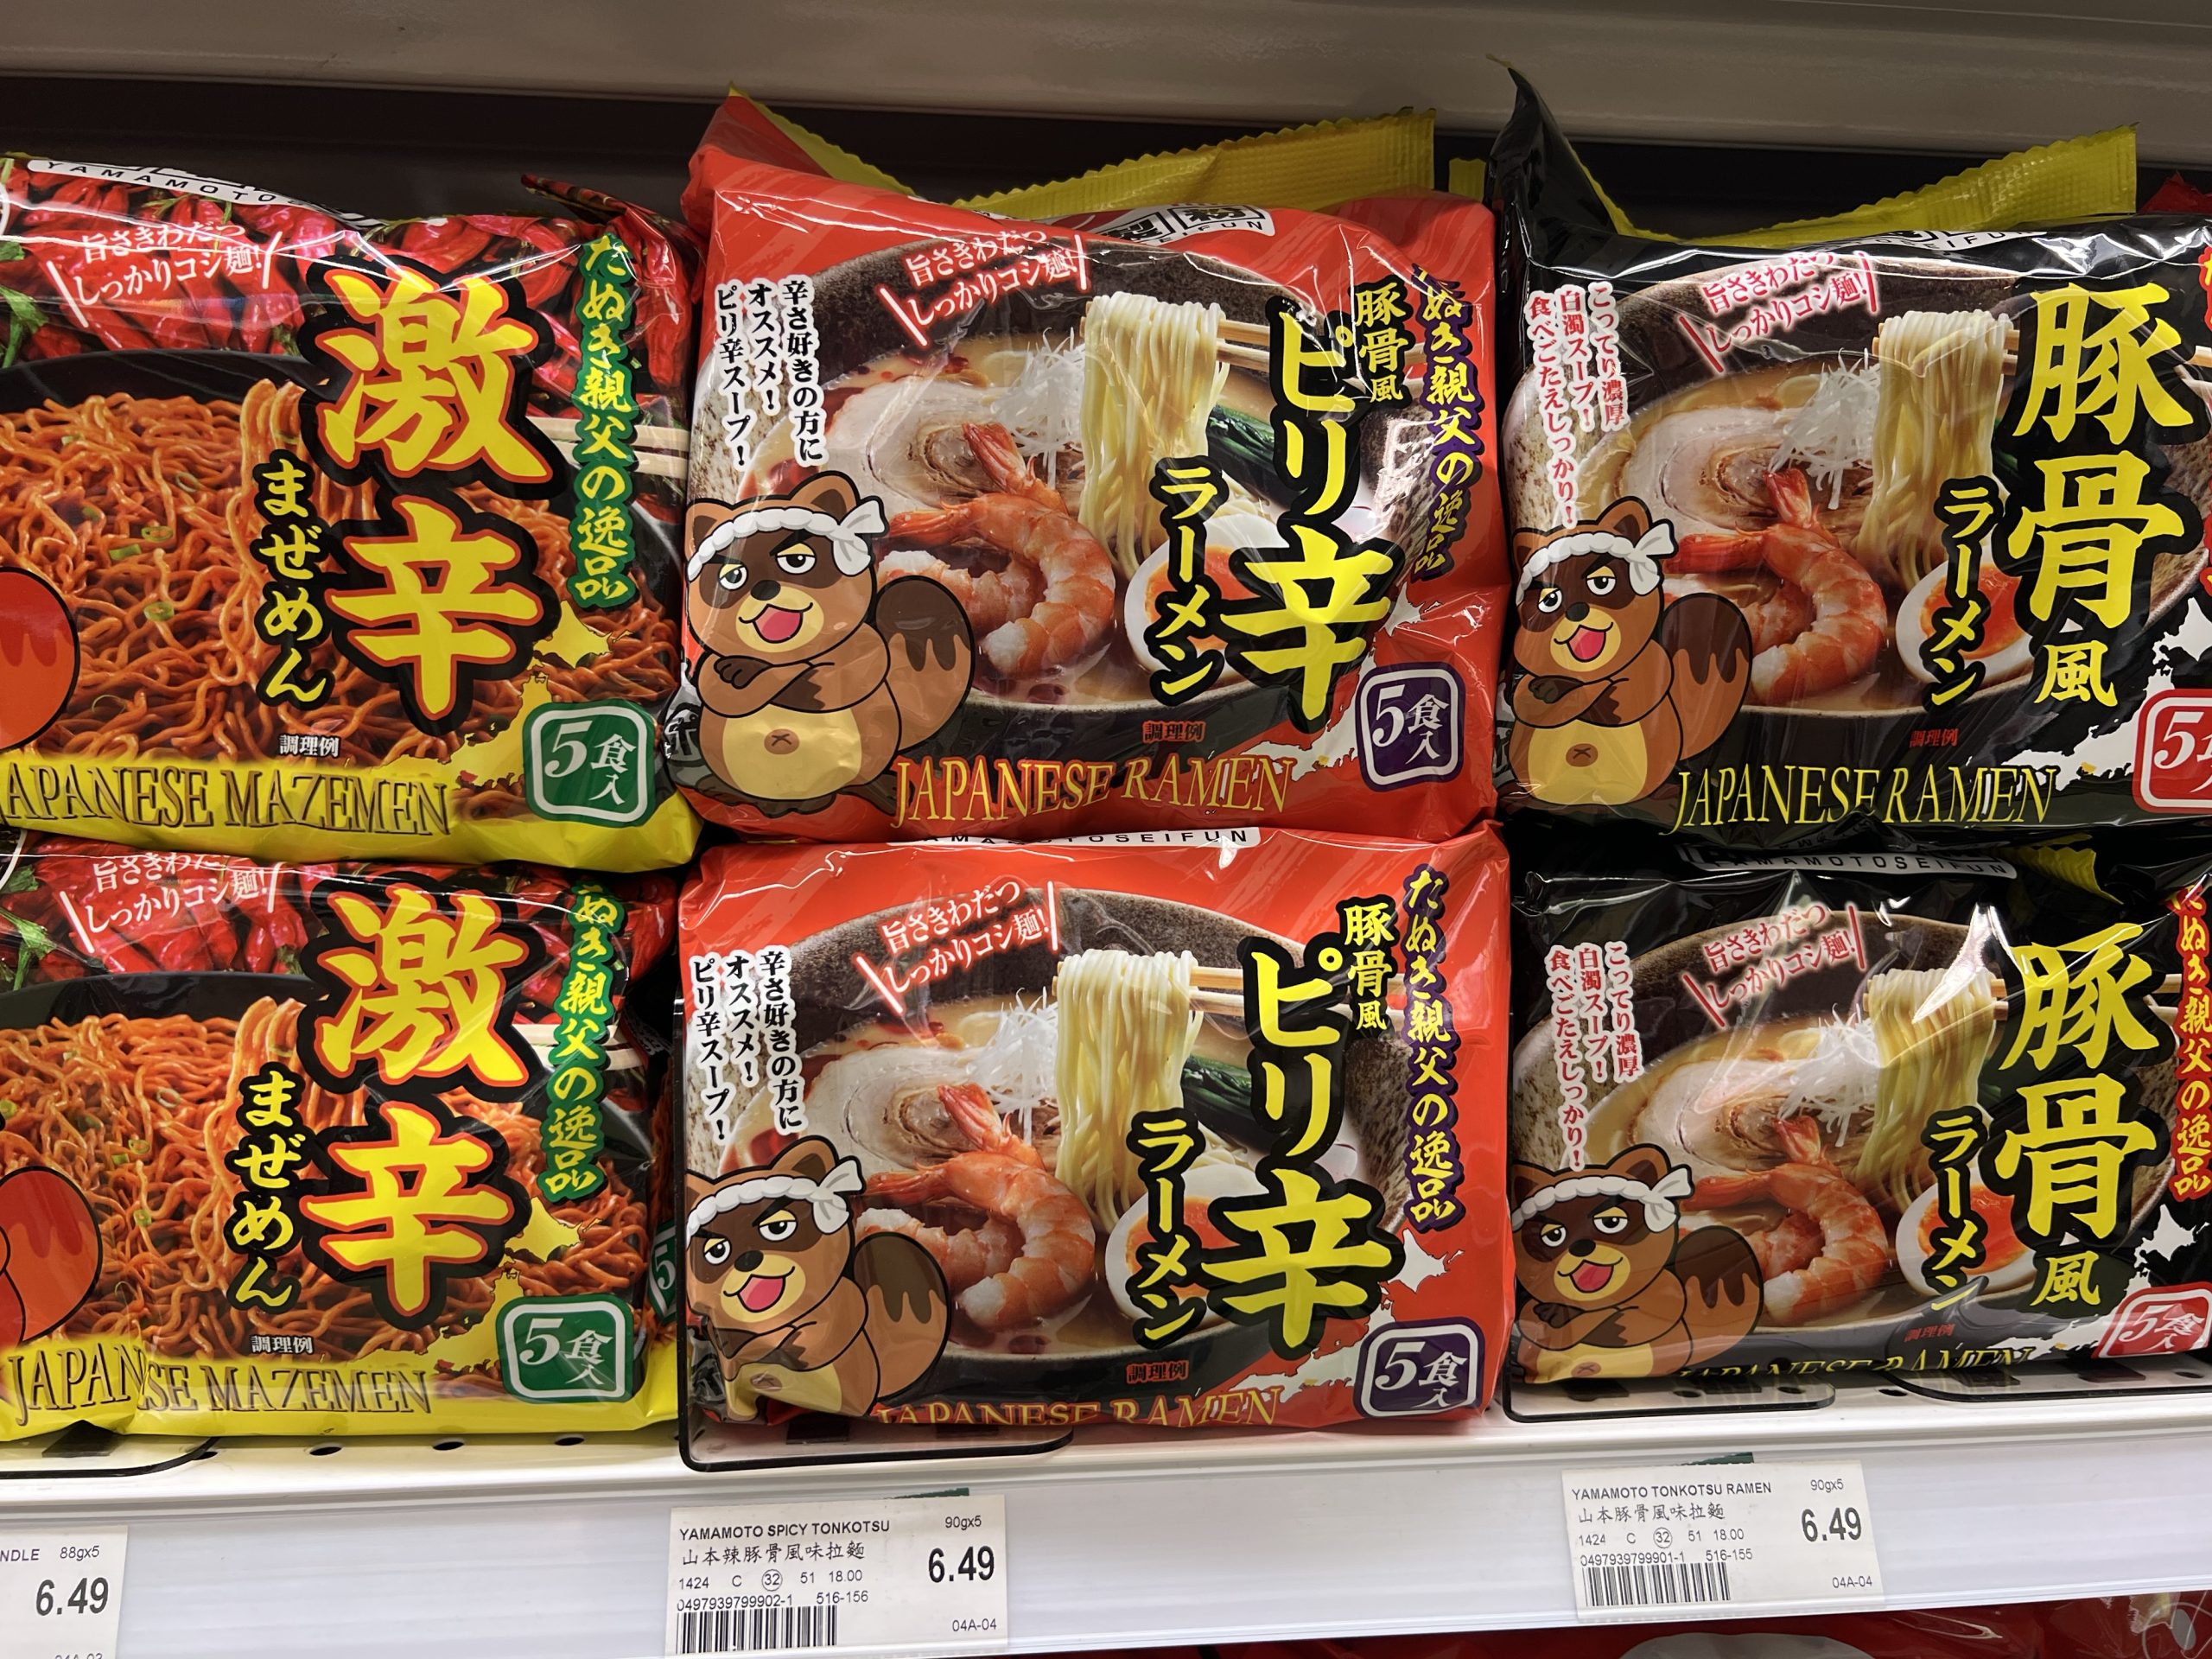 YAMAMOTO
旨さきわだつ
しっかりコシ麺!
たぬき親父の逸品
激辛
まぜめん
調理例
5食入
JAPANESE MAZEMEN
製粉
SEIFUN
旨さきわだつ
しっかりコシ麺!
辛さ好きの方に
オススメ!
ピリ辛スープ!
ぬき親父の逸品
豚骨風
ピリ辛
ラーメン
調理例
5食入
JAPANESE RAMEN
OSEIFUN
旨さきわだつ
しっかりコシ麺!
こってり濃厚
白濁スープ!
食べごたえしっかり!
豚骨風
ラーメン
調理例
5食
JAPANESE RAMEN
旨さきわだつ
しっかりコシ麺!
ぬき親父の逸品
激辛
まぜめん
調理例
5食入
JAPANESE MAZEMEN
AMAMOTOSEIFUN
旨さきわだつ
しっかりコシ麺!
辛さ好きの方に
オススメ!
ピリ辛スープ!
たぬき親父の逸品
豚骨風
ピリ辛
ラーメン
調理例
5食入
JAPANESE RAMEN
YAMAMOTOSEIFUN
旨さきわだつ
しっかりコシ麺!
こってり濃厚
白濁スープ!
食べごたえしっかり!
たぬき親父の逸品
豚骨風
ラーメン
調理例
5食入
JAPANESE RAMEN
NDLE 88gx5
6.49
04A-03
YAMAMOTO SPICY TONKOTSU 90gx5
山本辣豚骨風味拉麵
6.49
1424 C 32 51 18.00
0497939799902-1 516-156
04A-04
YAMAMOTO TONKOTSU RAMEN 90gx5
山本豚骨風味拉麵
6.49
1424 C 32 51 18.00
0497939799901-1 516-155
04A-04